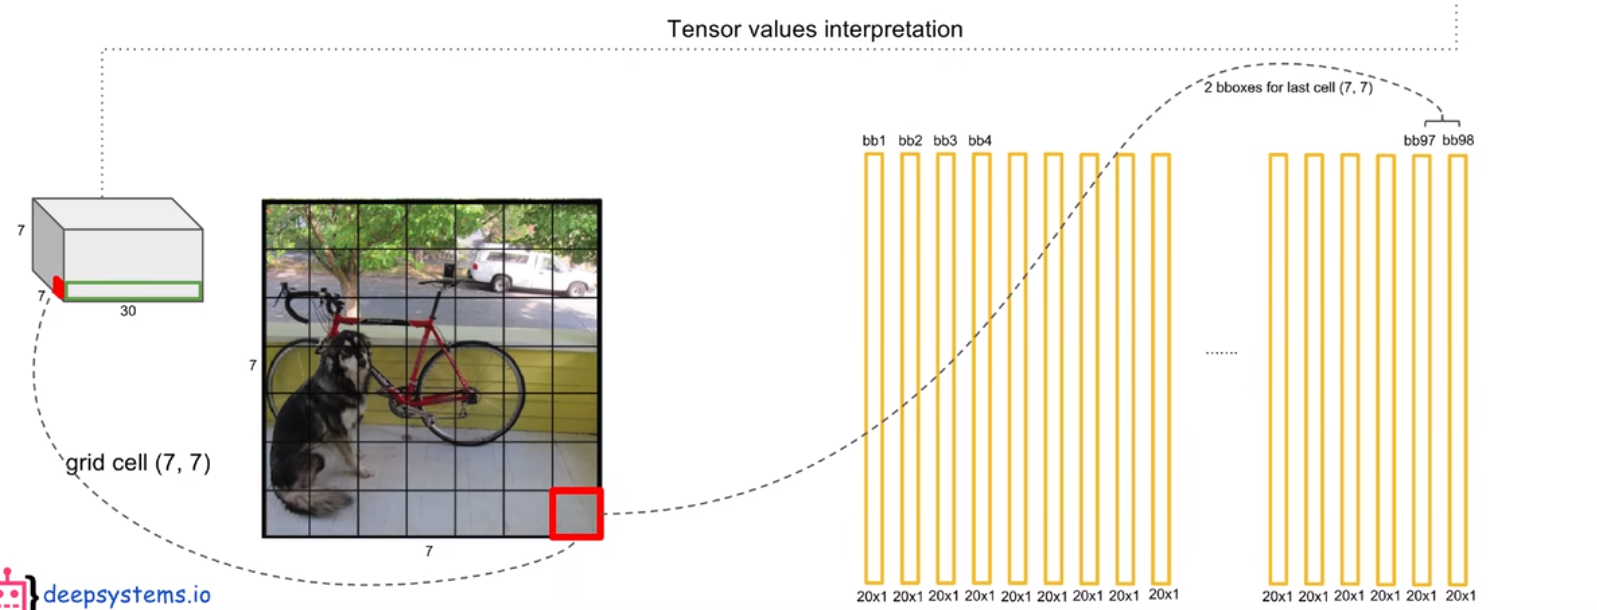 Tensor values interpretation
2 bboxes for last cell (7, 7)
bb1 bb2 bb3 bb4 bb97 bb98
7
7
30
7
7
grid cell (7, 7)
.......
20x1 20x1 20x1 20x1 20x1 20x1 20x1 20x1 20x1 20x1 20x1 20x1 20x1 20x1 20x1
} deepsystems.io